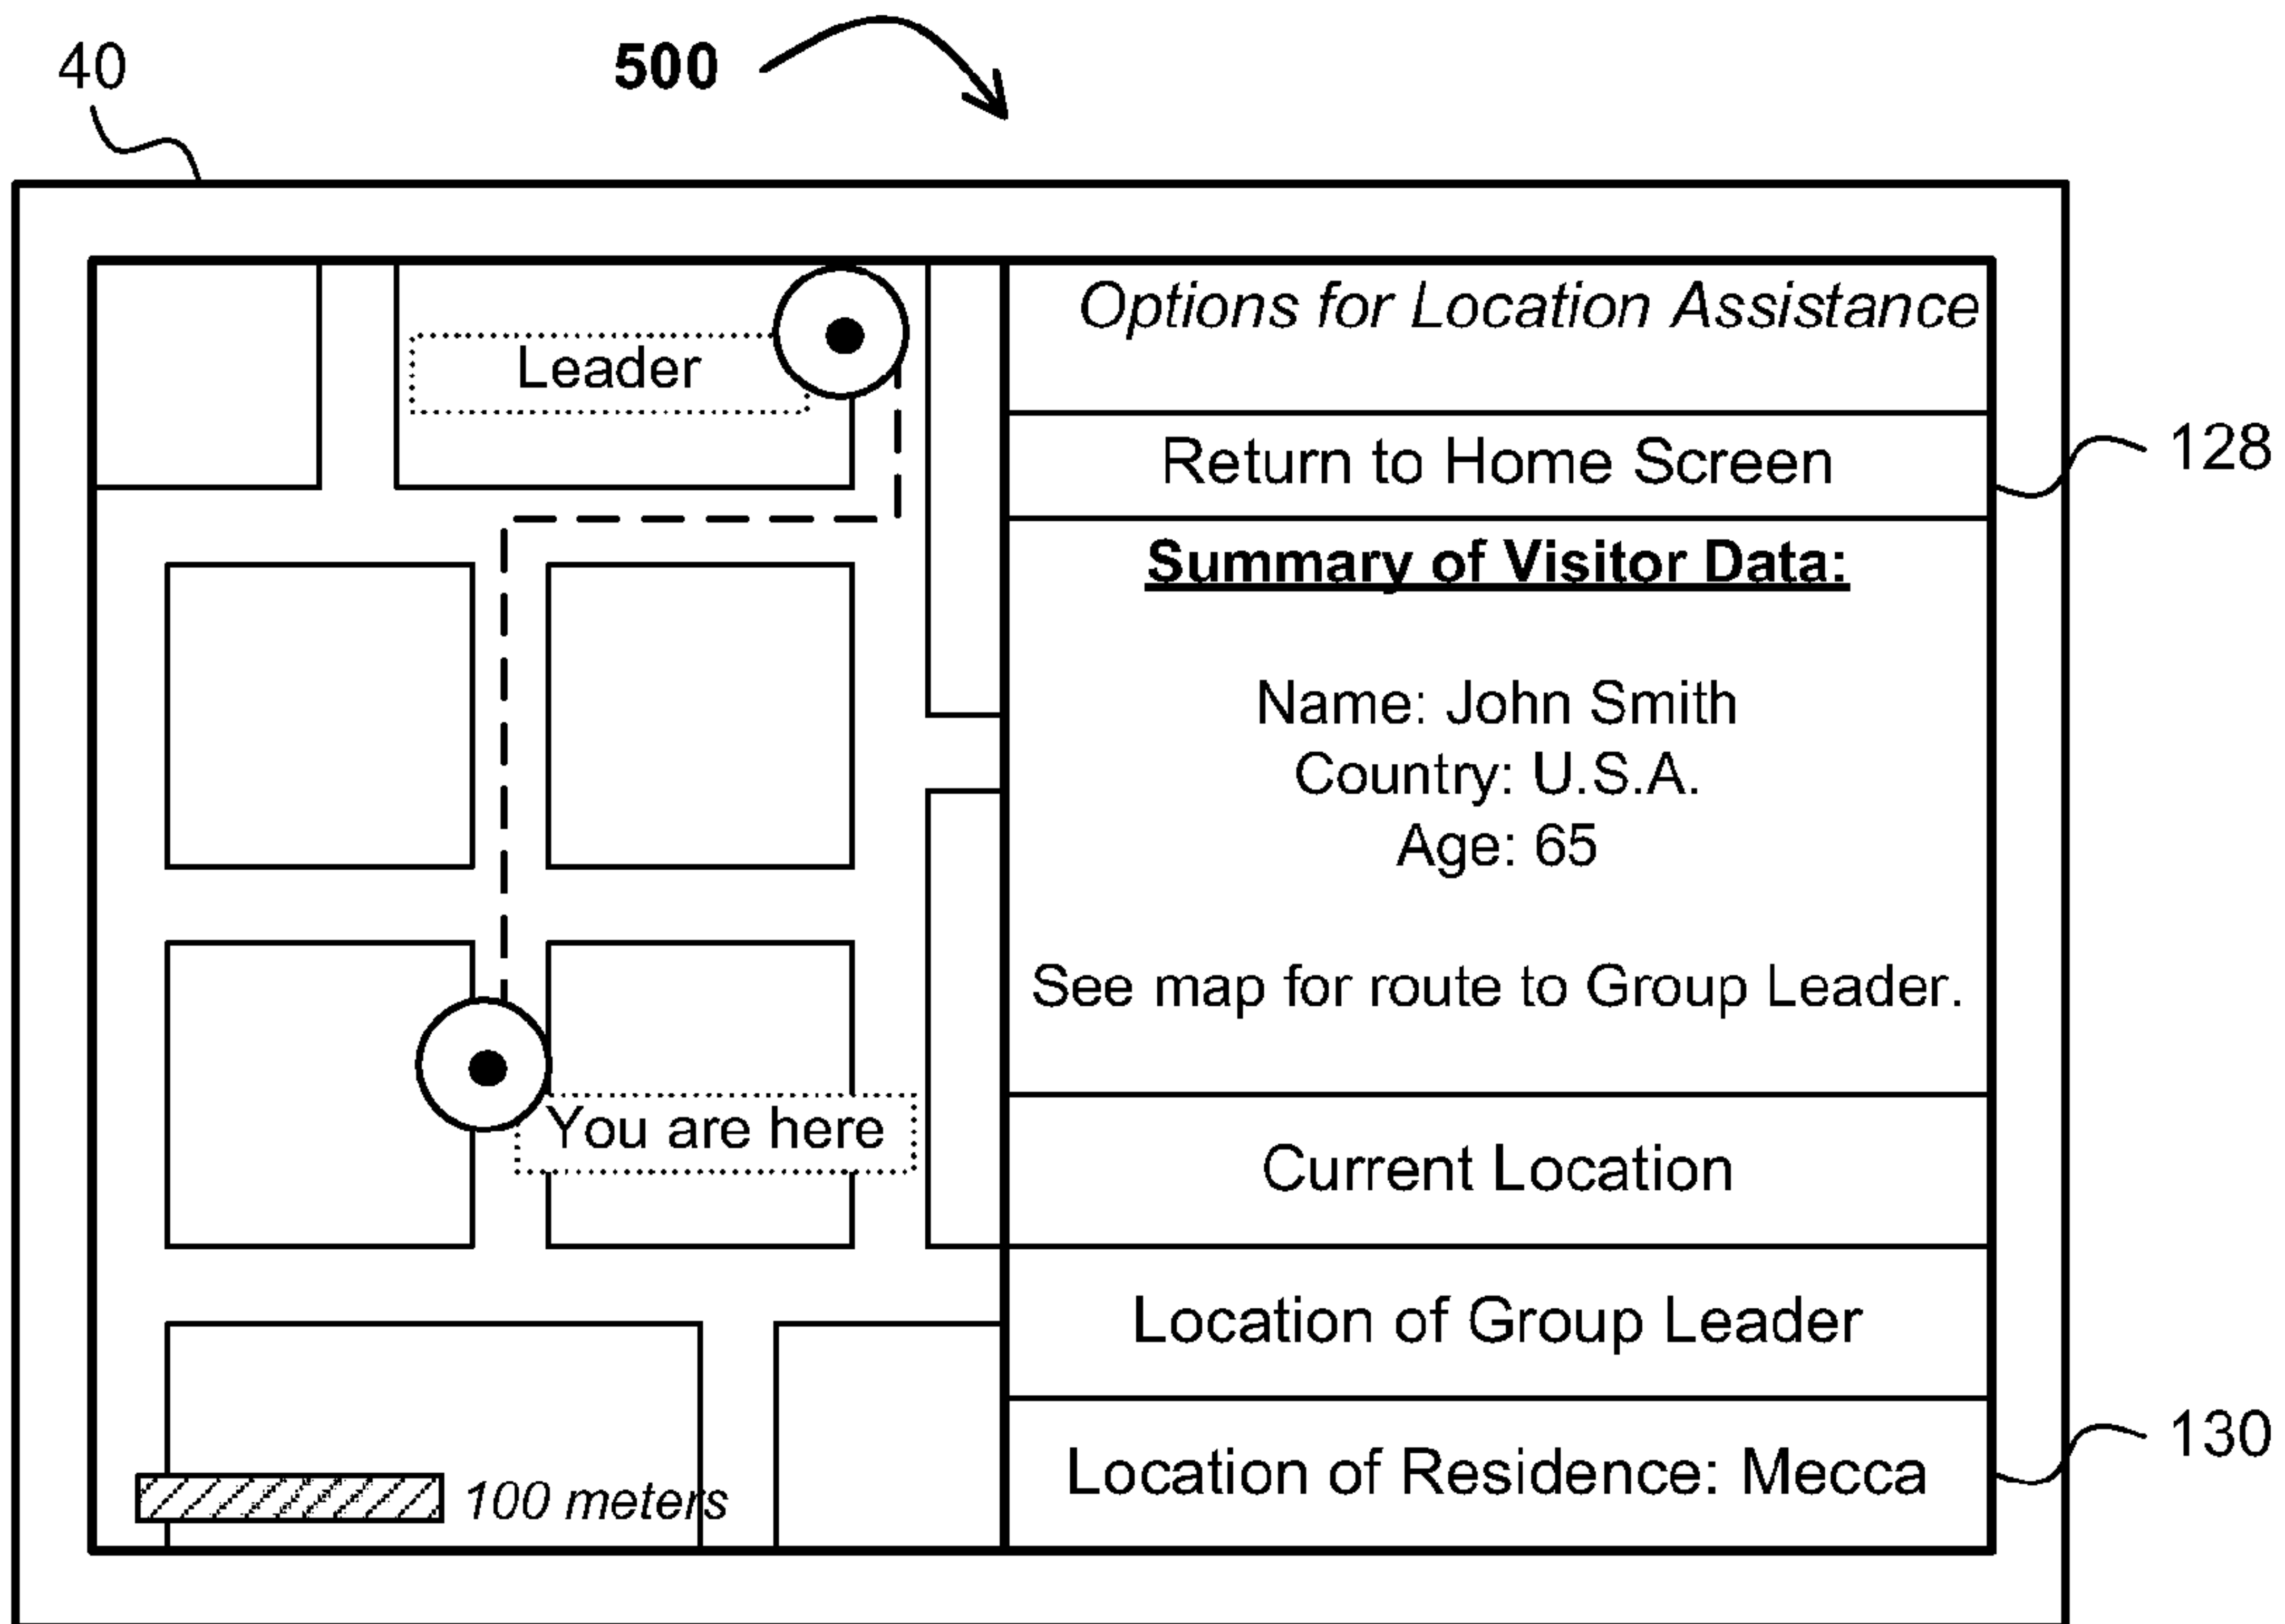 40
500
Options for Location Assistance
Leader
Return to Home Screen
128
Summary of Visitor Data:
Name: John Smith
Country: U.S.A.
Age: 65
See map for route to Group Leader.
You are here
Current Location
Location of Group Leader
Location of Residence: Mecca
130
100 meters